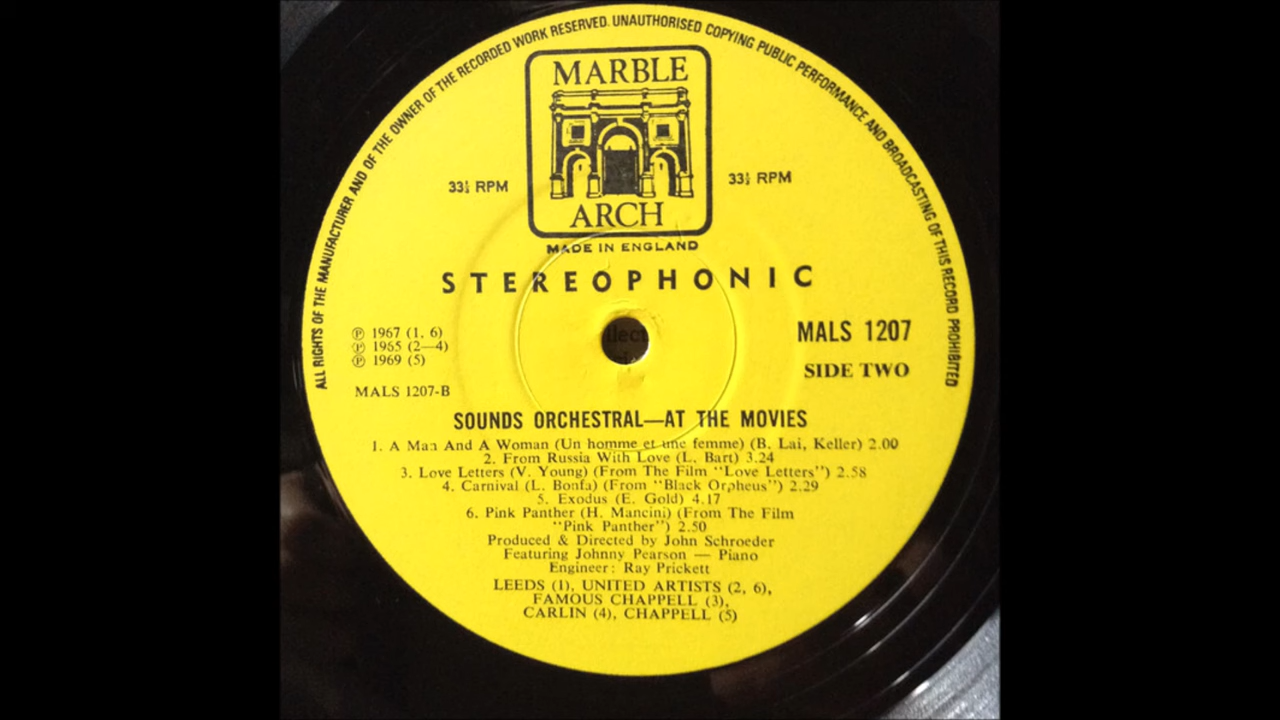 ALL RIGHTS OF THE MANUFACTURER AND OF THE OWNER OF THE RECORDED WORK RESERVED. UNAUTHORISED COPYING PUBLIC PERFORMANCE AND BROADCASTING OF THIS RECORD PROHIBITED
MARBLE
ARCH
33⅓ RPM
33⅓ RPM
MADE IN ENGLAND
STEREOPHONIC
℗ 1967 (1, 6)
℗ 1965 (2—4)
℗ 1969 (5)
MALS 1207-B
MALS 1207
SIDE TWO
SOUNDS ORCHESTRAL—AT THE MOVIES
1. A Man And A Woman (Un homme et une femme) (B. Lai, Keller) 2.00
2. From Russia With Love (L. Bart) 3.24
3. Love Letters (V. Young) (From The Film "Love Letters") 2.58
4. Carnival (L. Bonfa) (From "Black Orpheus") 2.29
5. Exodus (E. Gold) 4.17
6. Pink Panther (H. Mancini) (From The Film
"Pink Panther") 2.50
Produced & Directed by John Schroeder
Featuring Johnny Pearson — Piano
Engineer: Ray Prickett
LEEDS (1), UNITED ARTISTS (2, 6),
FAMOUS CHAPPELL (3),
CARLIN (4), CHAPPELL (5)